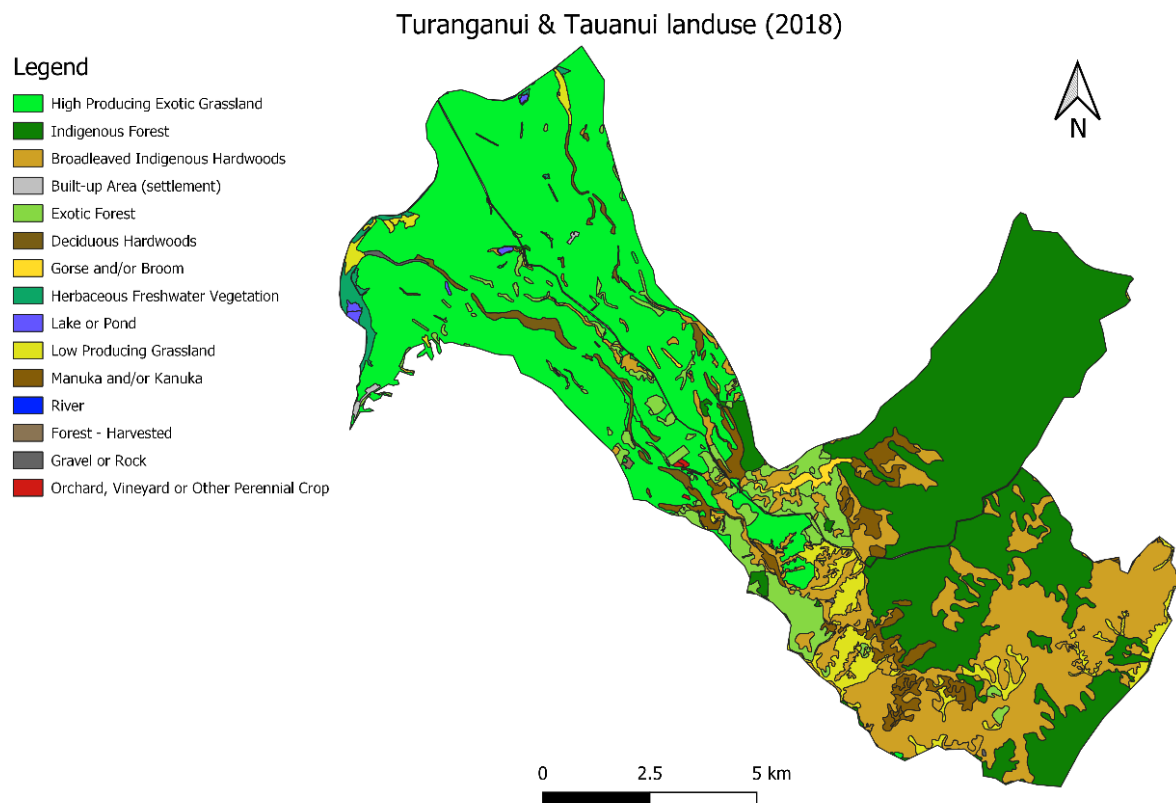 Turanganui & Tauanui landuse (2018)
Legend
High Producing Exotic Grassland
Indigenous Forest
Broadleaved Indigenous Hardwoods
Built-up Area (settlement)
Exotic Forest
Deciduous Hardwoods
Gorse and/or Broom
Herbaceous Freshwater Vegetation
Lake or Pond
Low Producing Grassland
Manuka and/or Kanuka
River
Forest - Harvested
Gravel or Rock
Orchard, Vineyard or Other Perennial Crop
N
0 2.5 5 km